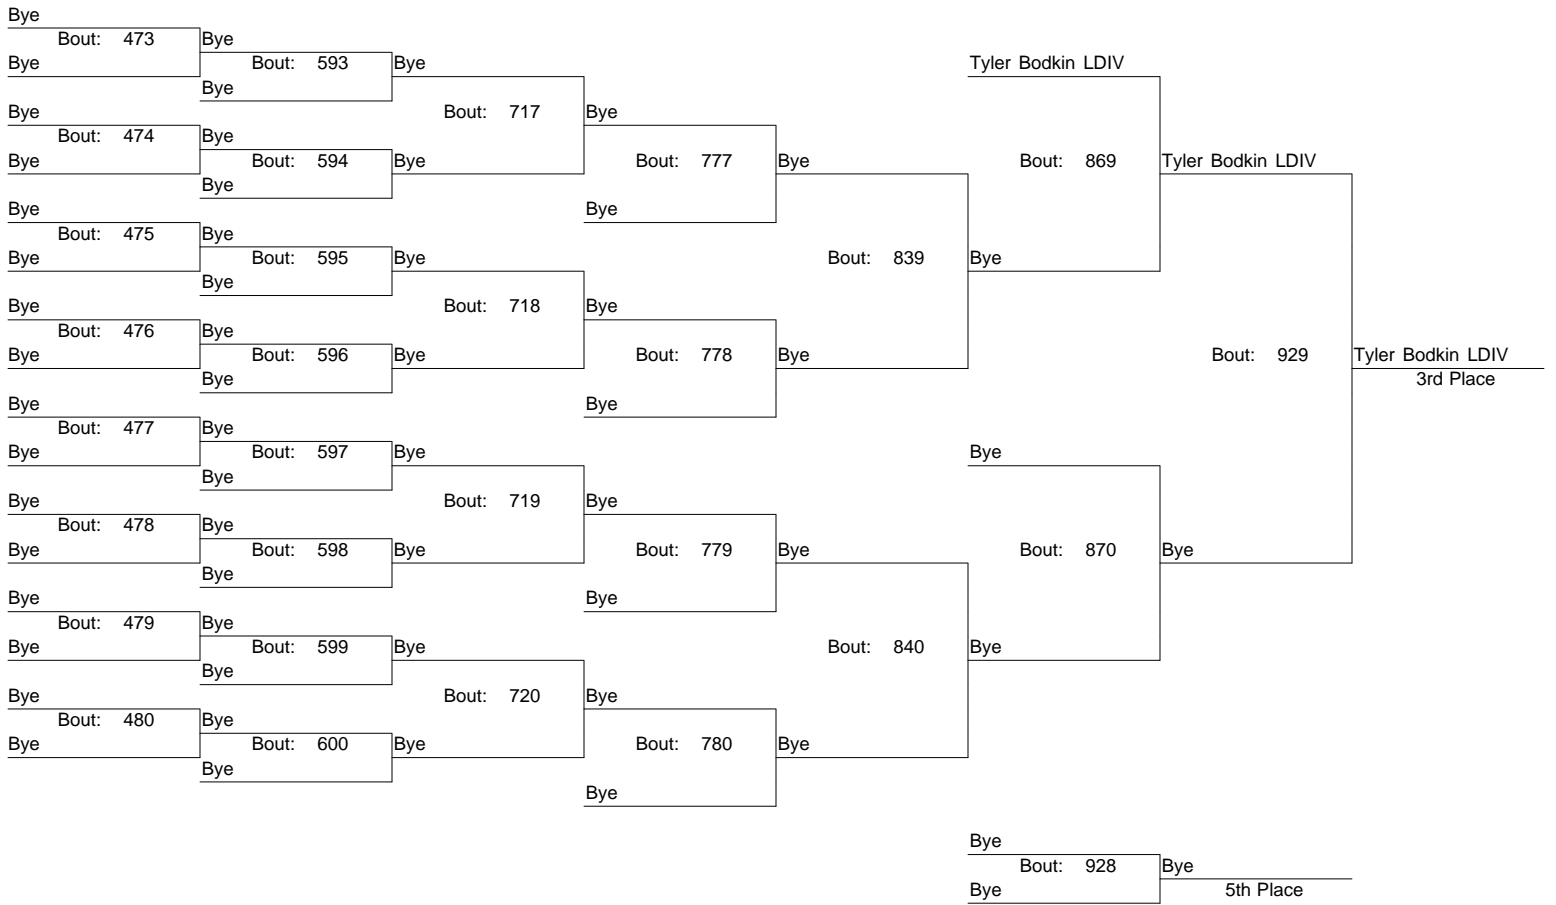 Bye
Bout: 473 Bye
Bye Bout: 593 Bye Tyler Bodkin LDIV
Bye
Bye Bout: 717 Bye
Bout: 474 Bye
Bye Bout: 594 Bye Bout: 777 Bye Bout: 869 Tyler Bodkin LDIV
Bye
Bye Bye
Bout: 475 Bye
Bye Bout: 595 Bye Bout: 839 Bye
Bye
Bye Bout: 718 Bye
Bout: 476 Bye
Bye Bout: 596 Bye Bout: 778 Bye Bout: 929 Tyler Bodkin LDIV
Bye 3rd Place
Bye Bye
Bout: 477 Bye
Bye Bout: 597 Bye Bye
Bye
Bye Bout: 719 Bye
Bout: 478 Bye
Bye Bout: 598 Bye Bout: 779 Bye Bout: 870 Bye
Bye
Bye Bye
Bout: 479 Bye
Bye Bout: 599 Bye Bout: 840 Bye
Bye
Bye Bout: 720 Bye
Bout: 480 Bye
Bye Bout: 600 Bye Bout: 780 Bye
Bye
Bye
Bye
Bout: 928 Bye
Bye 5th Place